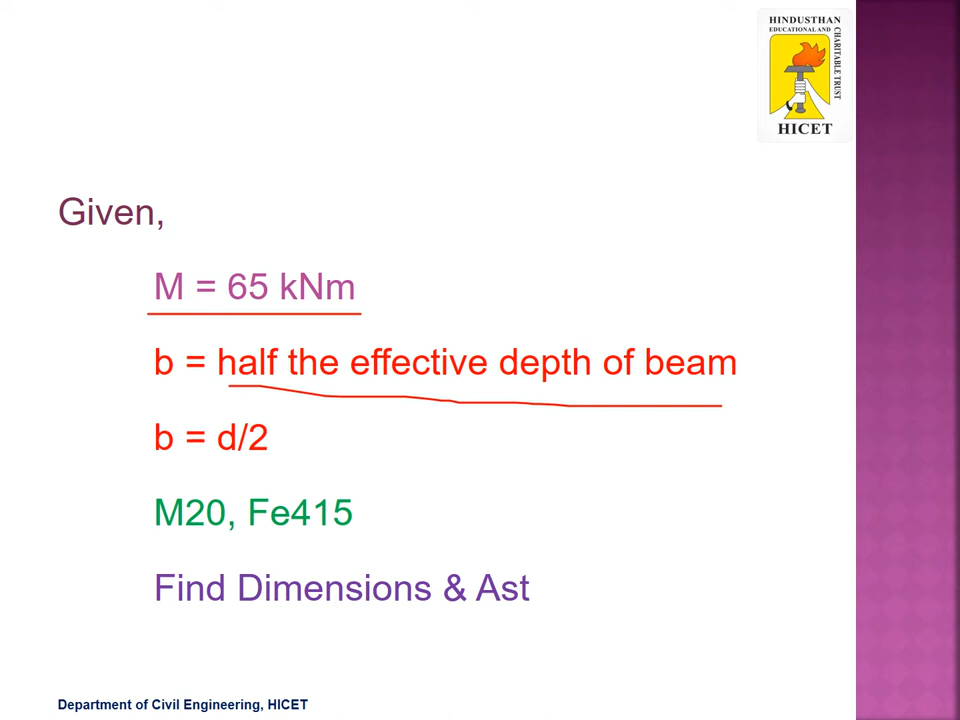 HINDUSTHAN
EDUCATIONAL AND
CHARITABLE TRUST
HICET
Given,
M = 65 kNm
b = half the effective depth of beam
b = d/2
M20, Fe415
Find Dimensions & Ast
Department of Civil Engineering, HICET